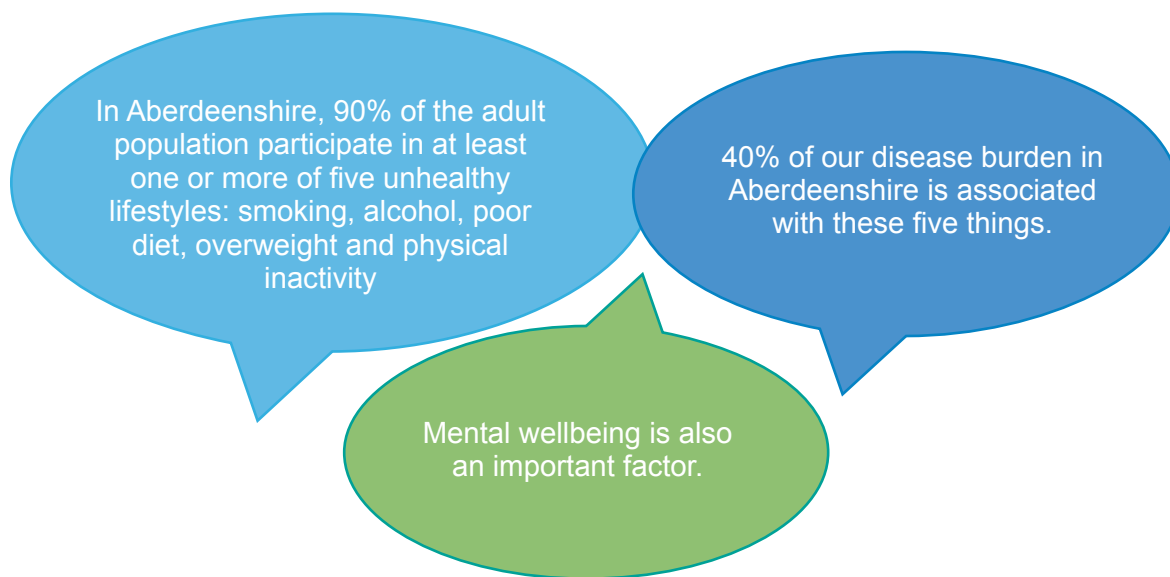 In Aberdeenshire, 90% of the adult
population participate in at least
one or more of five unhealthy
lifestyles: smoking, alcohol, poor
diet, overweight and physical
inactivity
40% of our disease burden in
Aberdeenshire is associated
with these five things.
Mental wellbeing is also
an important factor.